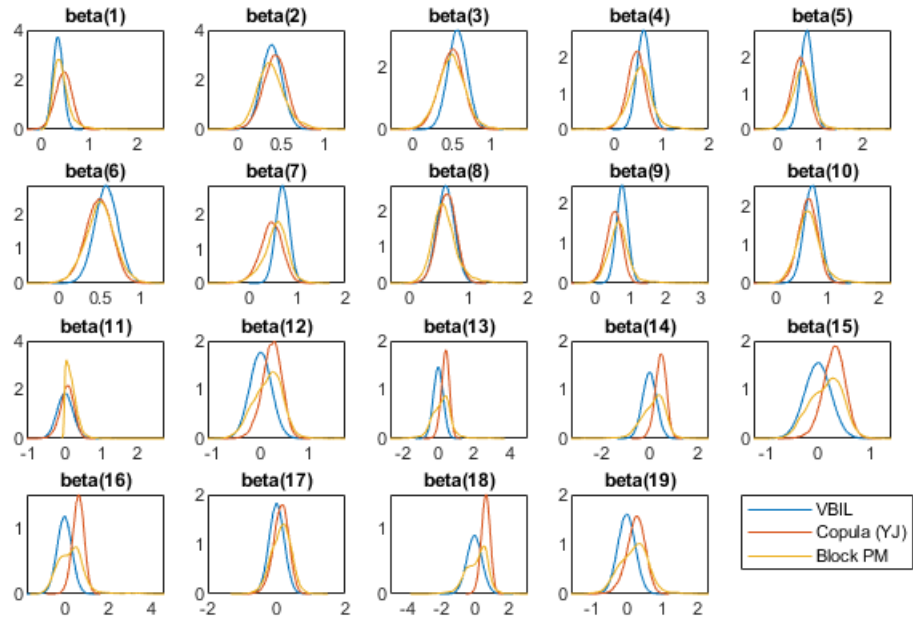 beta(1) beta(2) beta(3) beta(4) beta(5)
4 4
2 2 2 2 2
1 1
0 0 0 0 0
0 1 2 0 0.5 1 0 0.5 1 0 1 2 0 1 2
beta(6) beta(7) beta(8) beta(9) beta(10)
2 2 2 2 2
1 1 1 1 1
0 0 0 0 0
0 0.5 1 0 1 2 0 1 2 0 1 2 3 0 1 2
beta(11) beta(12) beta(13) beta(14) beta(15)
4 2 2 2 2
2 1 1 1 1
0 0 0 0 0
-1 0 1 2 -1 0 1 2 -2 0 2 4 -2 0 2 -1 0 1
beta(16) beta(17) beta(18) beta(19)
2 2
1 1 1 1
0 0 0 0
0 2 4 -2 0 2 -4 -2 0 2 -1 0 1 2
VBIL
Copula (YJ)
Block PM